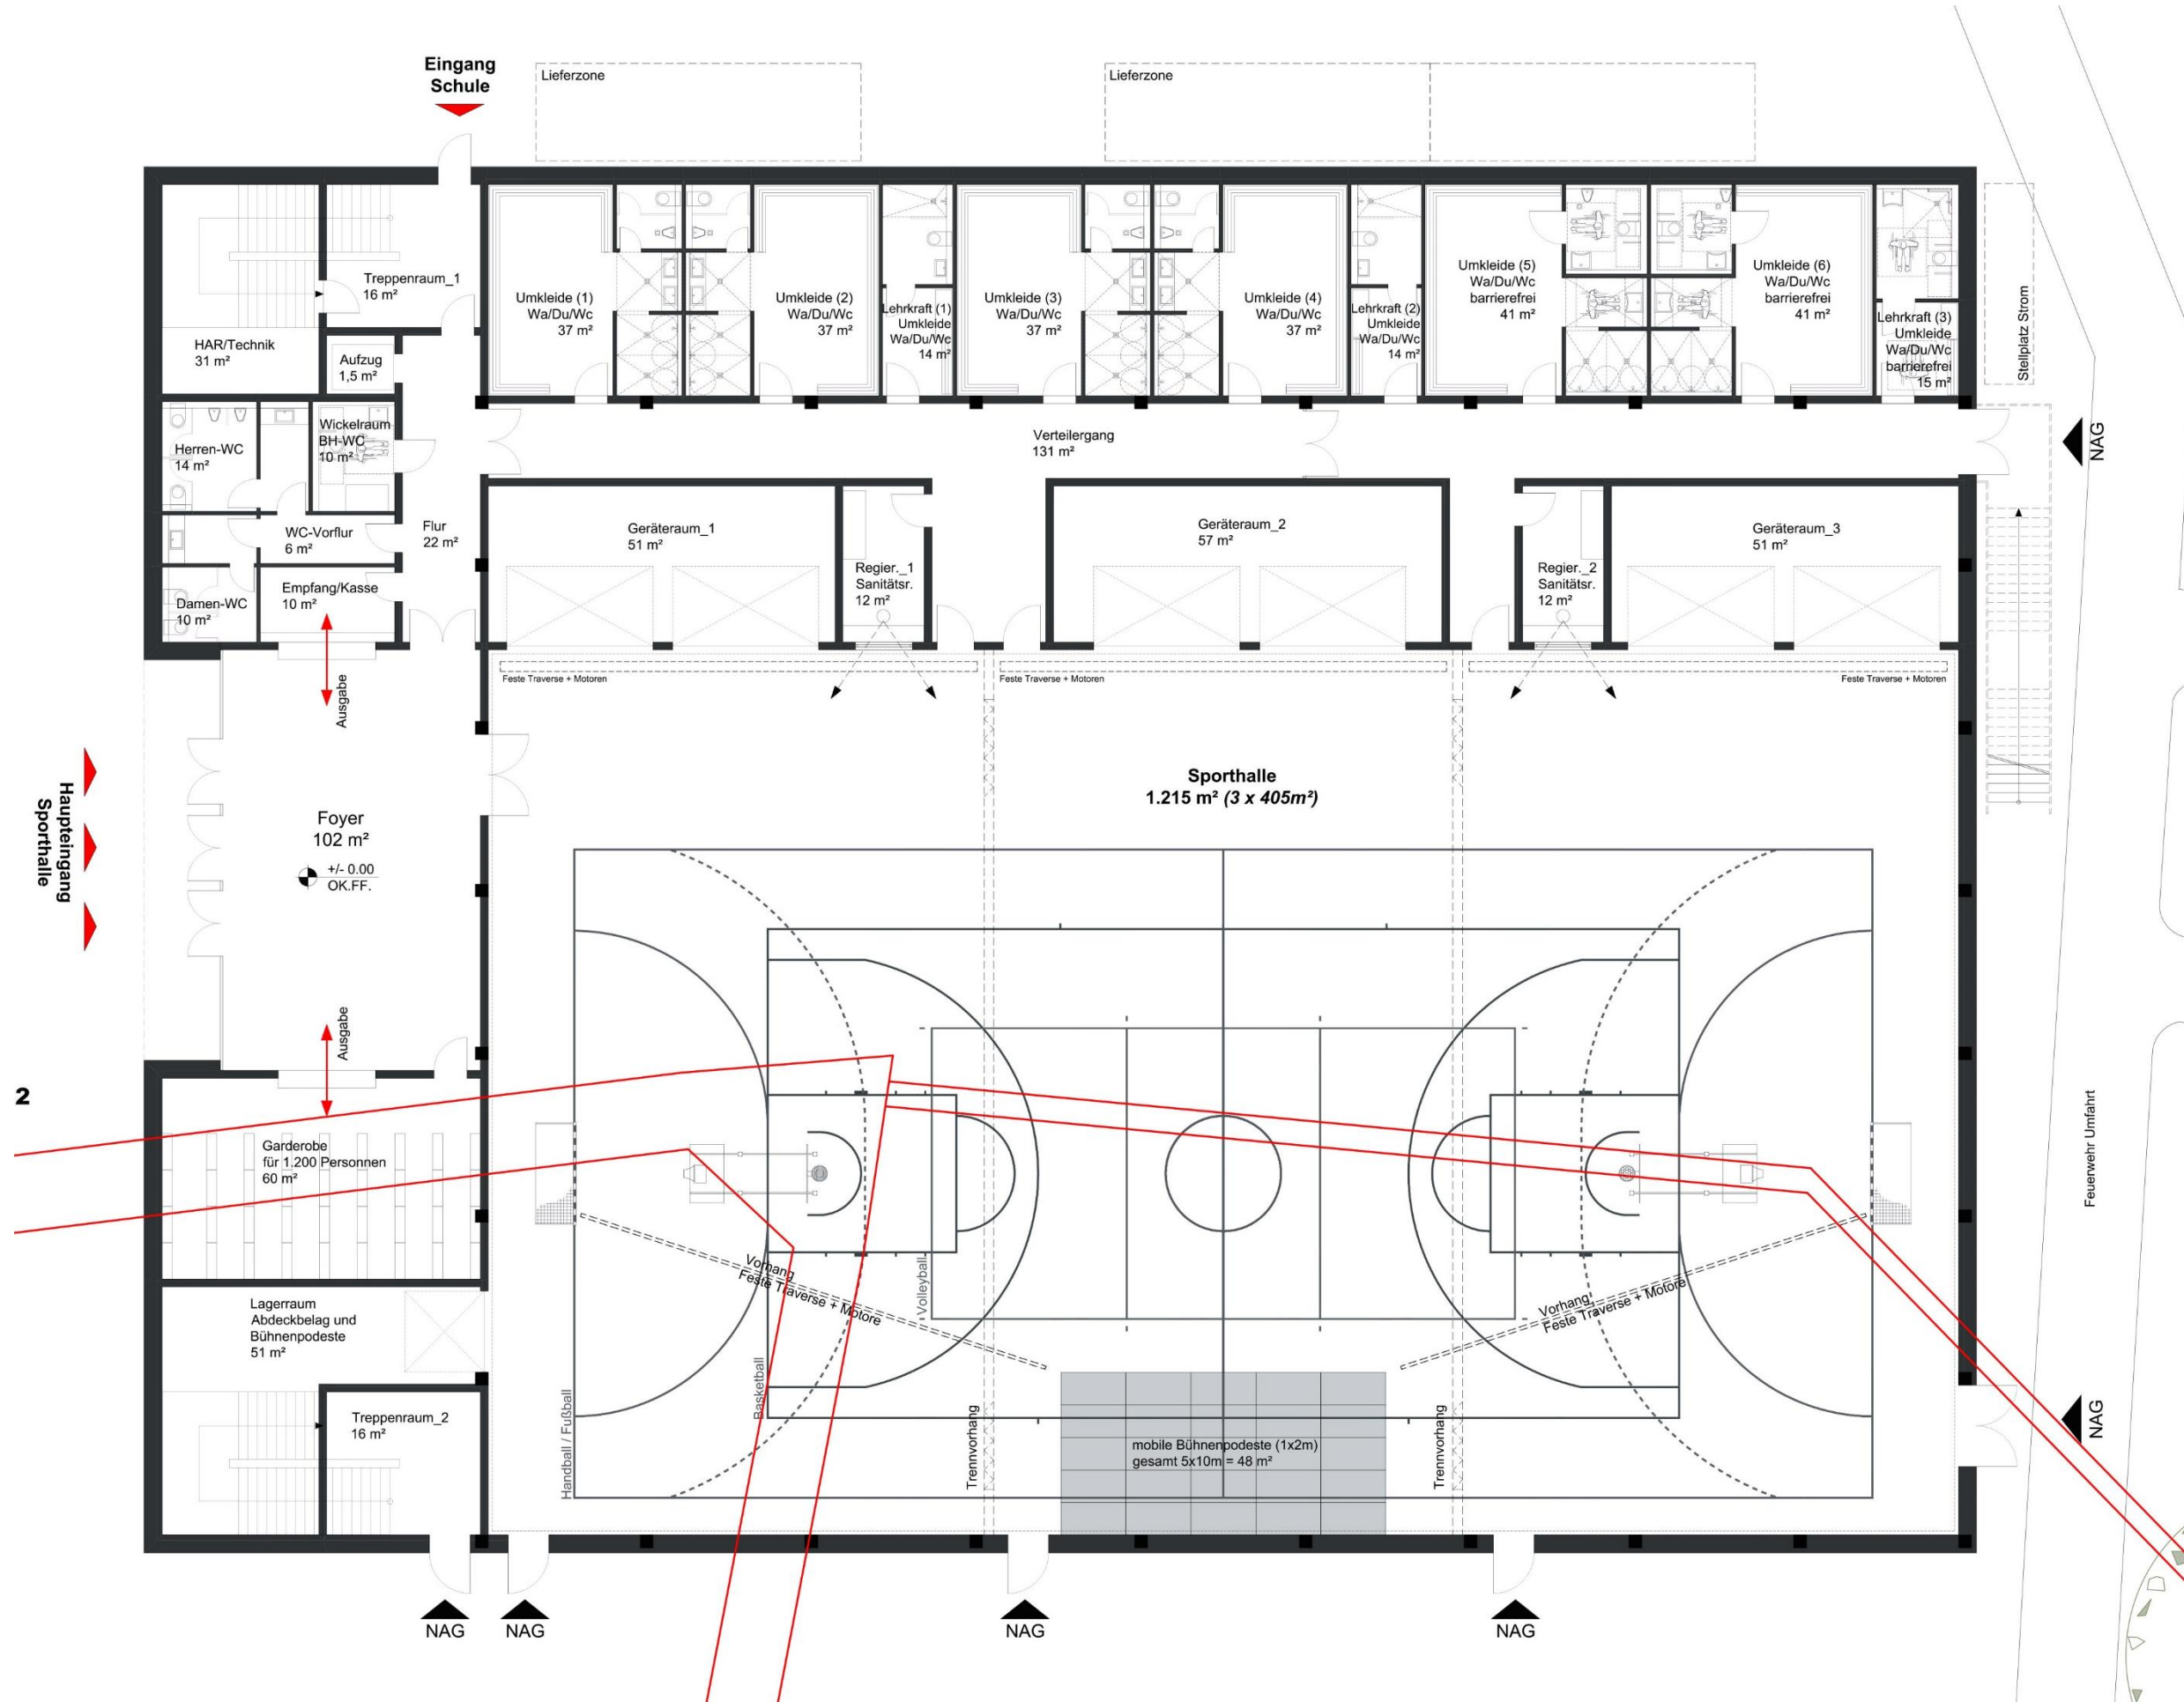 Eingang
Schule
Lieferzone
Lieferzone
Treppenraum_1
16 m²
HAR/Technik
31 m²
Aufzug
1,5 m²
Umkleide (1)
Wa/Du/Wc
37 m²
Umkleide (2)
Wa/Du/Wc
37 m²
Lehrkraft (1)
Umkleide
Wa/Du/Wc
14 m²
Umkleide (3)
Wa/Du/Wc
37 m²
Umkleide (4)
Wa/Du/Wc
37 m²
Lehrkraft (2)
Umkleide
Wa/Du/Wc
14 m²
Umkleide (5)
Wa/Du/Wc
barrierefrei
41 m²
Umkleide (6)
Wa/Du/Wc
barrierefrei
41 m²
Lehrkraft (3)
Umkleide
Wa/Du/Wc
barrierefrei
15 m²
Stellplatz Strom
Herren-WC
14 m²
Wickelraum
BH-WC
10 m²
Verteilergang
131 m²
NAG
WC-Vorflur
6 m²
Flur
22 m²
Damen-WC
10 m²
Empfang/Kasse
10 m²
Geräteraum_1
51 m²
Regier._1
Sanitätsr.
12 m²
Geräteraum_2
57 m²
Regier._2
Sanitätsr.
12 m²
Geräteraum_3
51 m²
Ausgabe
Feste Traverse + Motoren
Feste Traverse + Motoren
Feste Traverse + Motoren
Haupteingang
Sporthalle
Foyer
102 m²
+/- 0.00
OK.FF.
Sporthalle
1.215 m² (3 x 405m²)
Ausgabe
2
Garderobe
für 1.200 Personnen
60 m²
Feuerwehr Umfahrt
Vorhang
Feste Traverse + Motore
Volleyball
Vorhang
Feste Traverse + Motore
Lagerraum
Abdeckbelag und
Bühnenpodeste
51 m²
Handball / Fußball
Basketball
Trennvorhang
Trennvorhang
Treppenraum_2
16 m²
mobile Bühnenpodeste (1x2m)
gesamt 5x10m = 48 m²
NAG
NAG
NAG
NAG
NAG